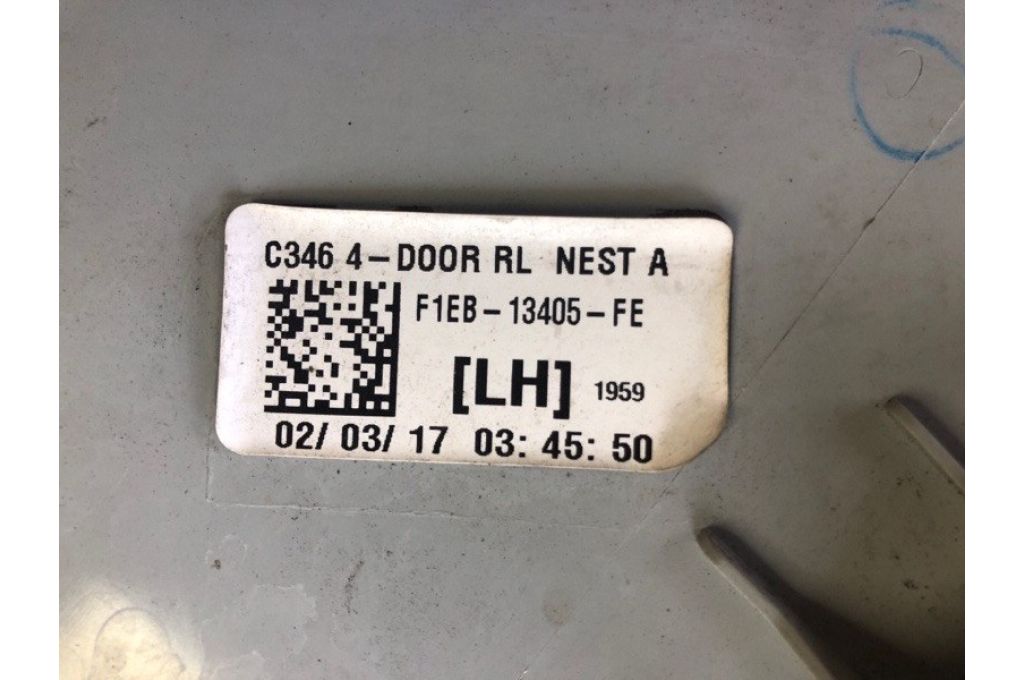 C346 4-DOOR RL NEST A
F1EB-13405-FE
[LH] 1959
02/ 03/ 17 03: 45: 50